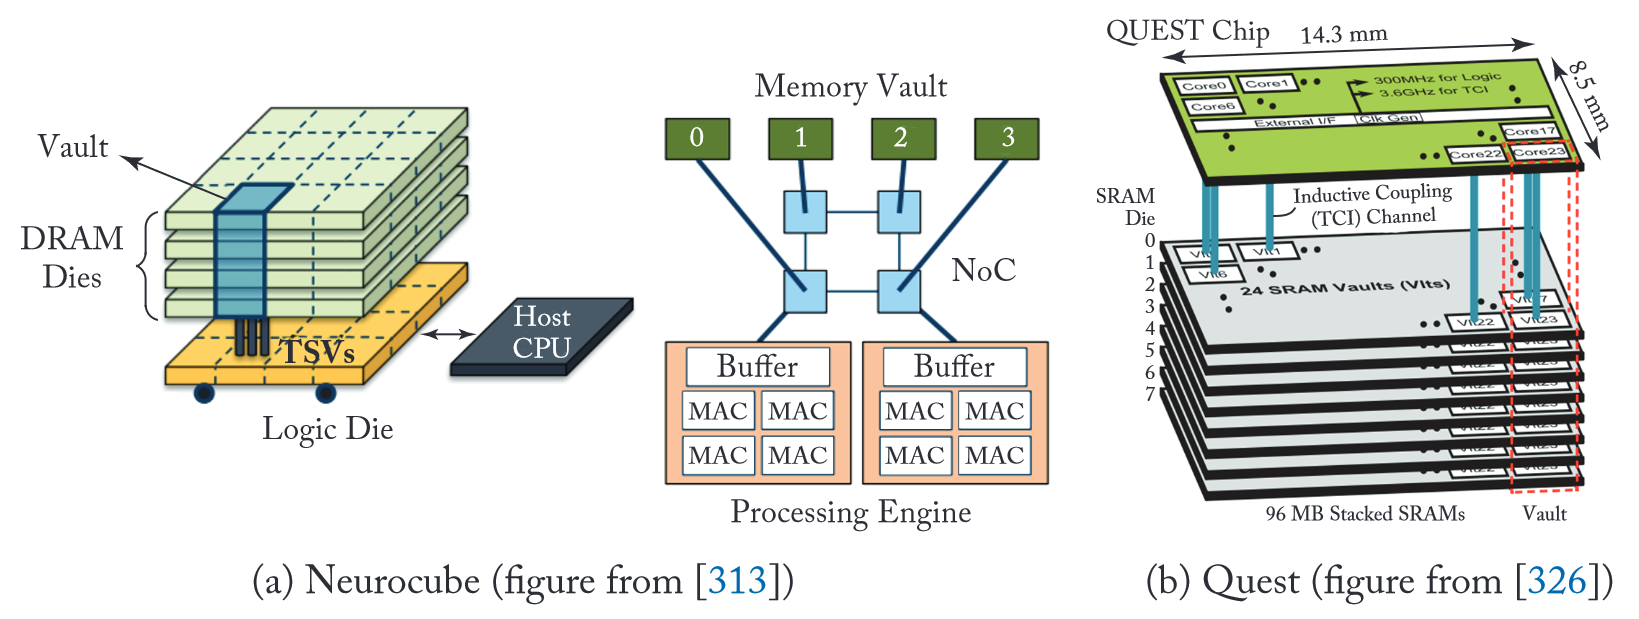 Vault
DRAM
Dies
TSVs
Host
CPU
Logic Die
Memory Vault
0 1 2 3
NoC
Buffer Buffer
MAC MAC MAC MAC
MAC MAC MAC MAC
Processing Engine
(a) Neurocube (figure from [313])
QUEST Chip
14.3 mm
8.5 mm
Core0 Core1
300MHz for Logic
Core6
3.6GHz for TCI
External I/F Clk Gen
Core17
Core22 Core23
SRAM
Die
Inductive Coupling
(TCI) Channel
0
1
2
3
4
5
6
7
Vlt1
24 SRAM Vaults (Vlts)
Vlt22 Vlt23
96 MB Stacked SRAMs
Vault
(b) Quest (figure from [326])